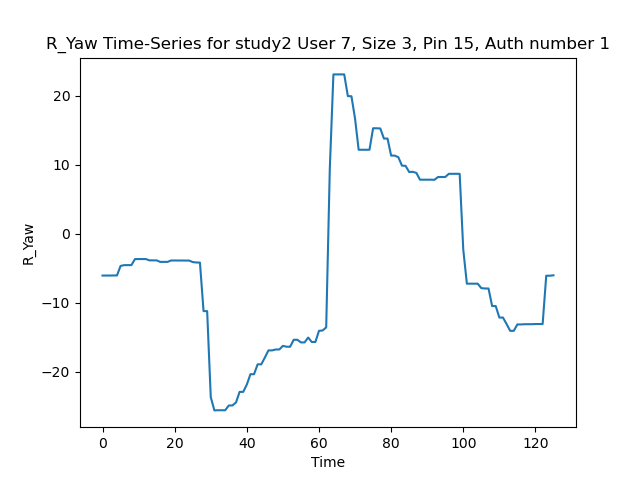 R_Yaw Time-Series for study2 User 7, Size 3, Pin 15, Auth number 1
20
10
0
−10
−20
R_Yaw
0 20 40 60 80 100 120
Time